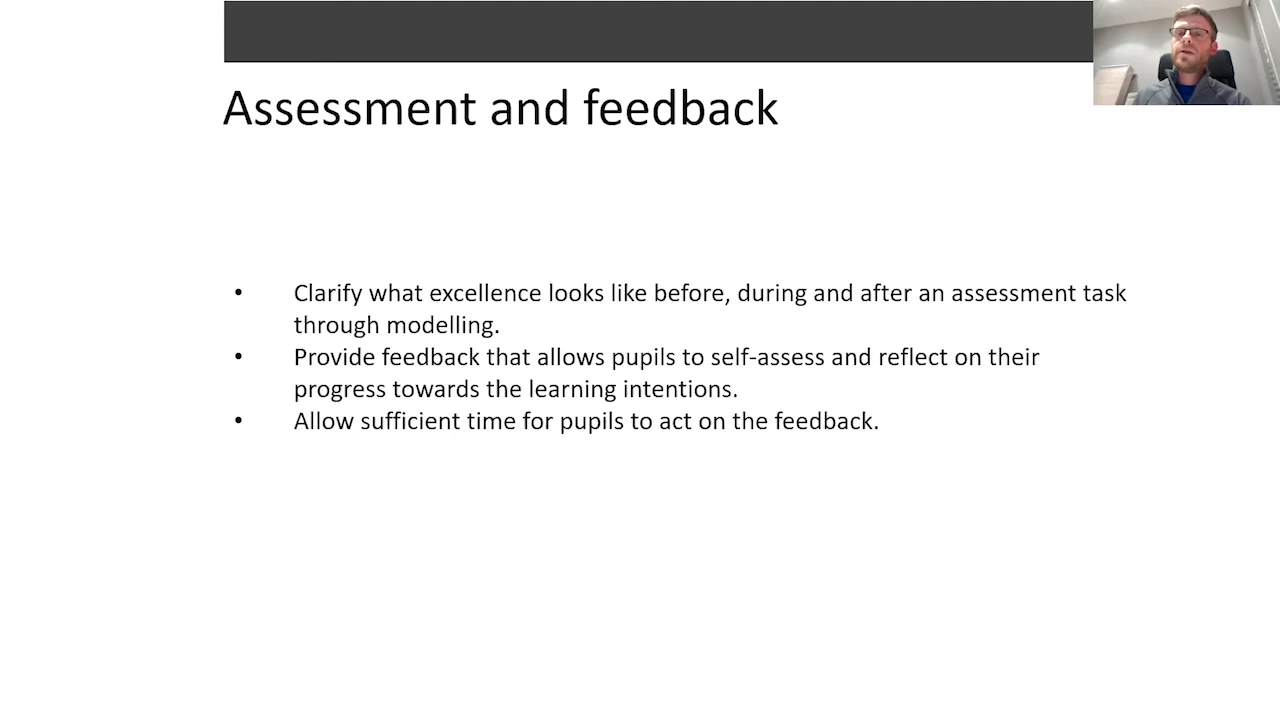 Assessment and feedback
• Clarify what excellence looks like before, during and after an assessment task
through modelling.
• Provide feedback that allows pupils to self-assess and reflect on their
progress towards the learning intentions.
• Allow sufficient time for pupils to act on the feedback.